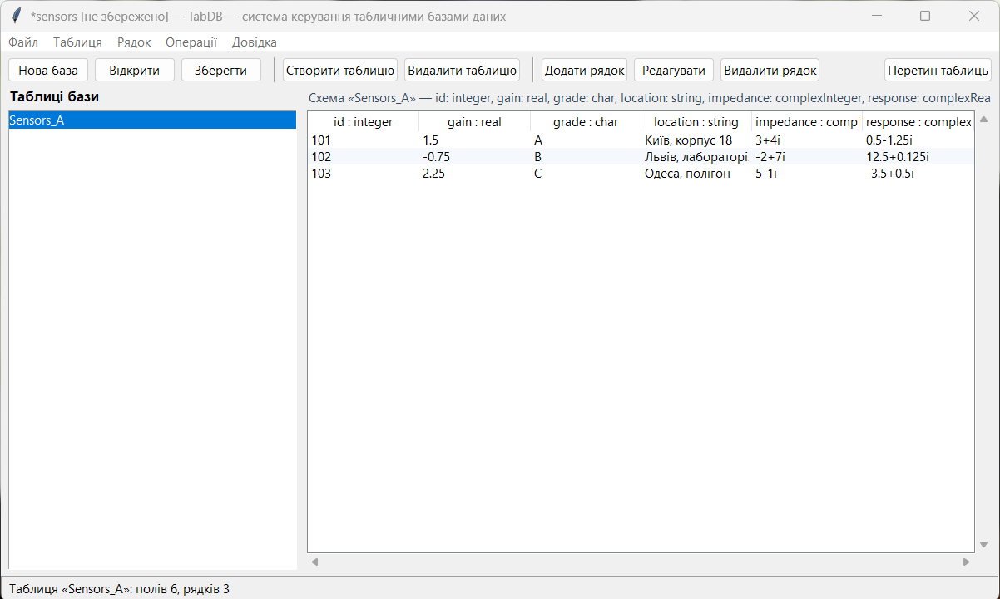 *sensors [не збережено] — TabDB — система керування табличними базами даних
Файл Таблиця Рядок Операції Довідка
Нова база Відкрити Зберегти Створити таблицю Видалити таблицю Додати рядок Редагувати Видалити рядок Перетин таблиць
Таблиці бази
Sensors_A
Схема «Sensors_A» — id: integer, gain: real, grade: char, location: string, impedance: complexInteger, response: complexRea
id : integer gain : real grade : char location : string impedance : compl response : complex
101 1.5 A Київ, корпус 18 3+4i 0.5-1.25i
102 -0.75 B Львів, лабораторі -2+7i 12.5+0.125i
103 2.25 C Одеса, полігон 5-1i -3.5+0.5i
Таблиця «Sensors_A»: полів 6, рядків 3